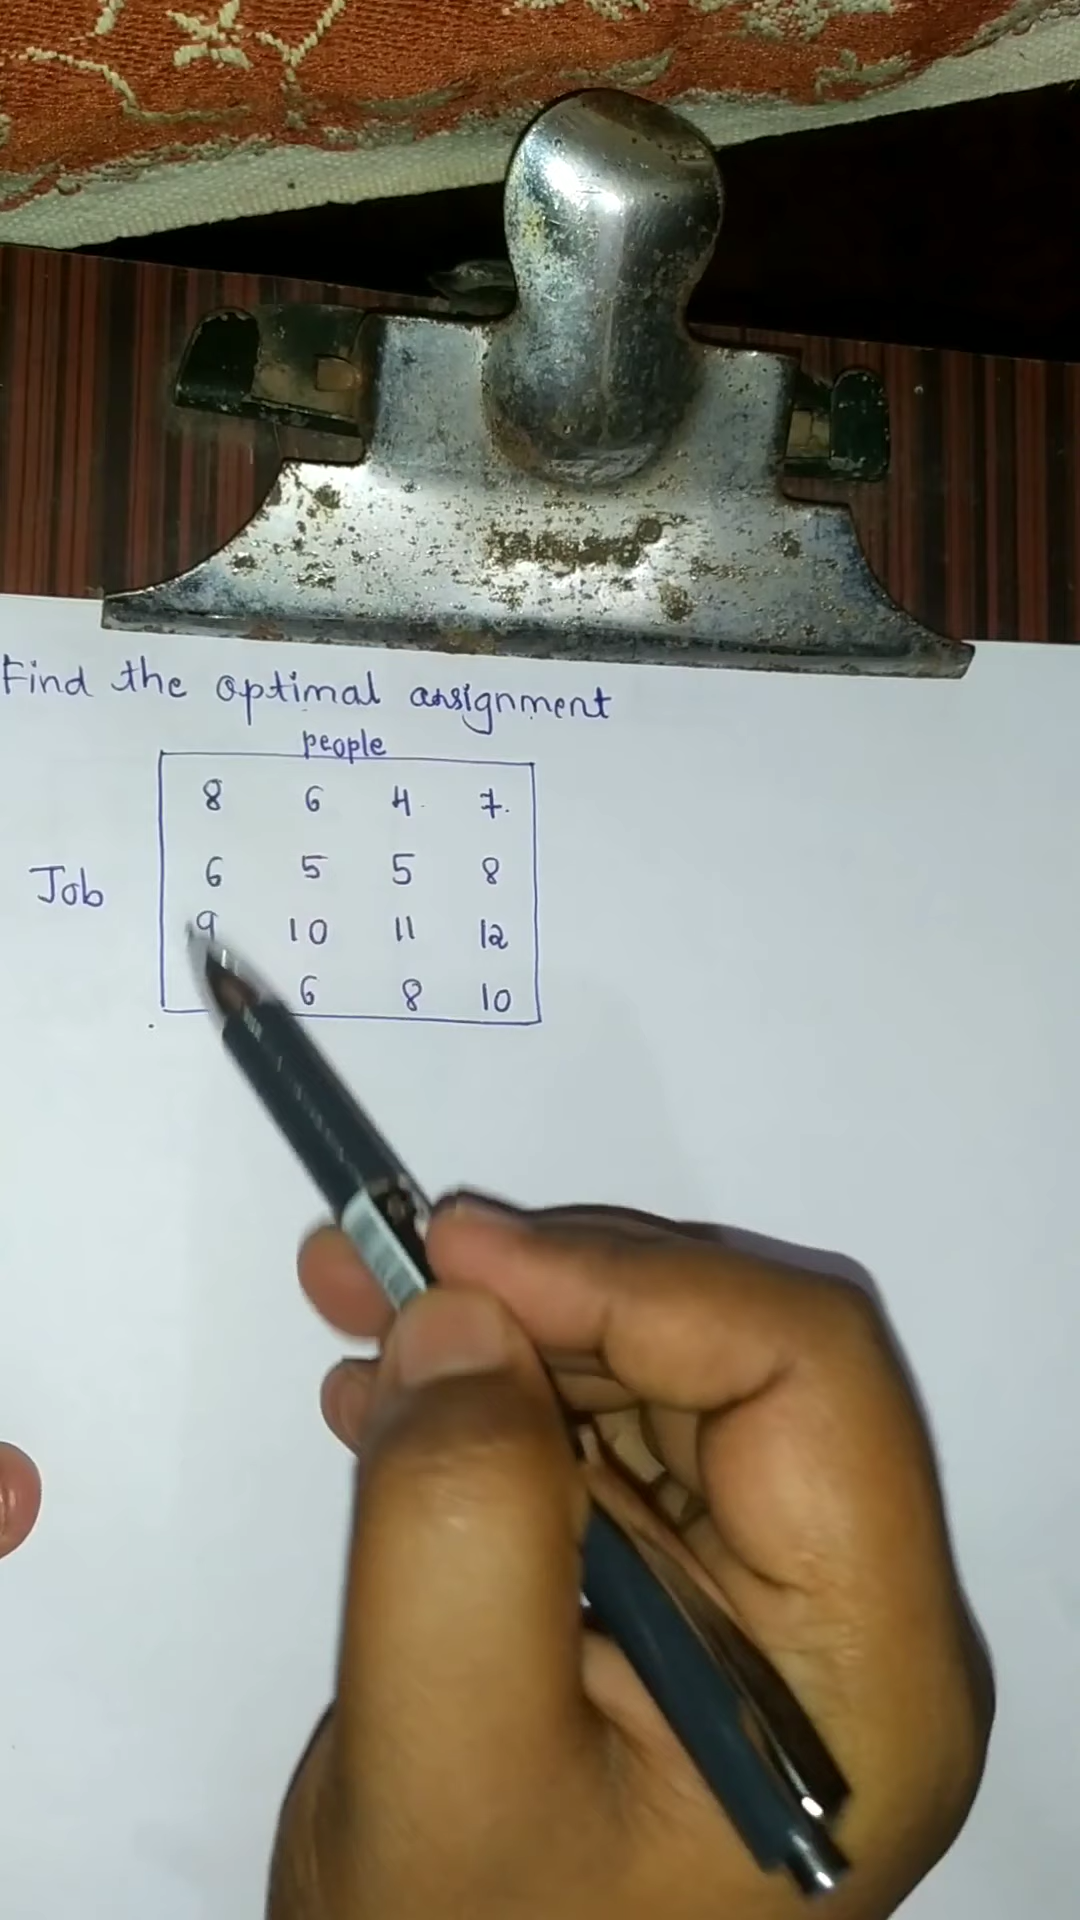 Find the optimal assignment
people
8 6 4 7
6 5 5 8
Job
9 10 11 12
6 8 10